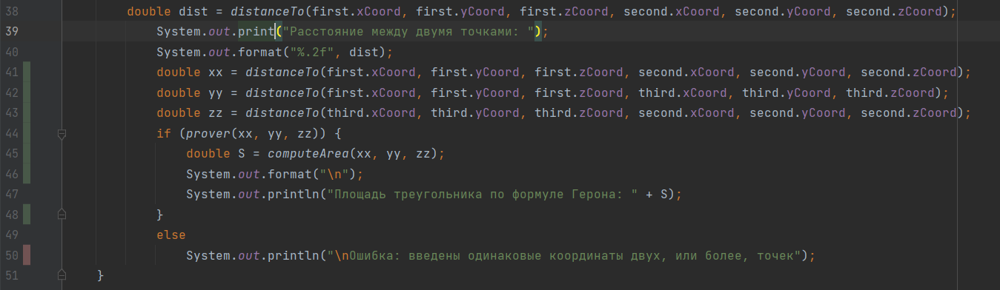 38 double dist = distanceTo(first.xCoord, first.yCoord, first.zCoord, second.xCoord, second.yCoord, second.zCoord);
39 System.out.print("Расстояние между двумя точками: ");
40 System.out.format("%.2f", dist);
41 double xx = distanceTo(first.xCoord, first.yCoord, first.zCoord, second.xCoord, second.yCoord, second.zCoord);
42 double yy = distanceTo(first.xCoord, first.yCoord, first.zCoord, third.xCoord, third.yCoord, third.zCoord);
43 double zz = distanceTo(third.xCoord, third.yCoord, third.zCoord, second.xCoord, second.yCoord, second.zCoord);
44 if (prover(xx, yy, zz)) {
45 double S = computeArea(xx, yy, zz);
46 System.out.format("\n");
47 System.out.println("Площадь треугольника по формуле Герона: " + S);
48 }
49 else
50 System.out.println("\nОшибка: введены одинаковые координаты двух, или более, точек");
51 }